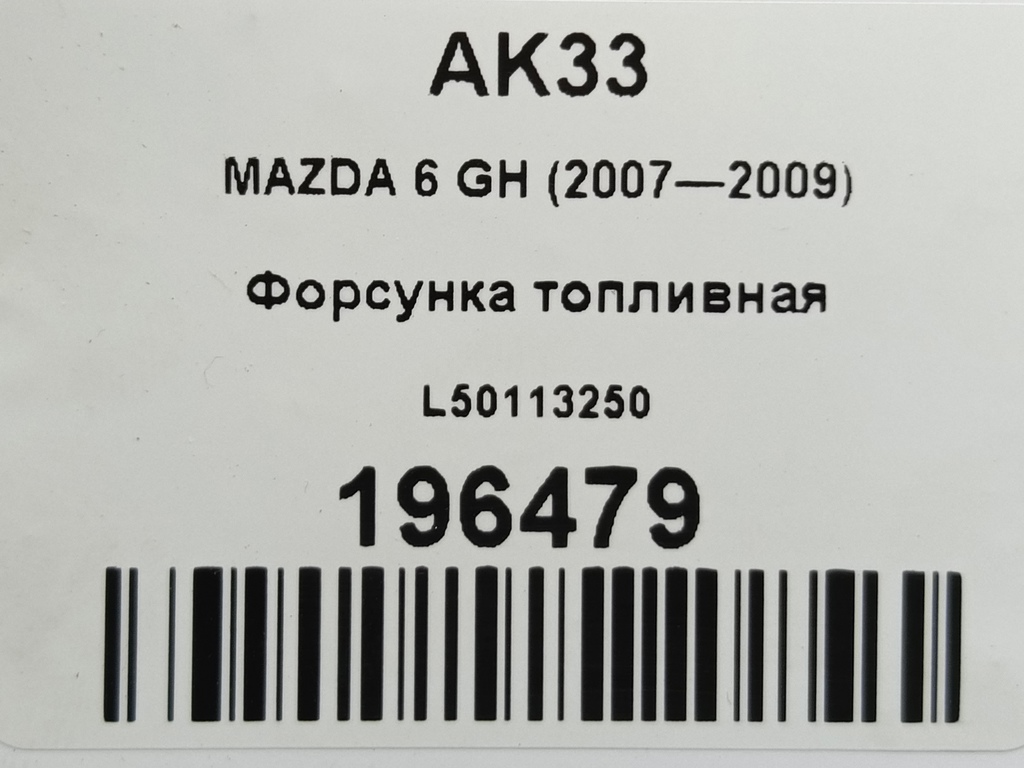 AK33
MAZDA 6 GH (2007—2009)
Форсунка топливная
L50113250
196479